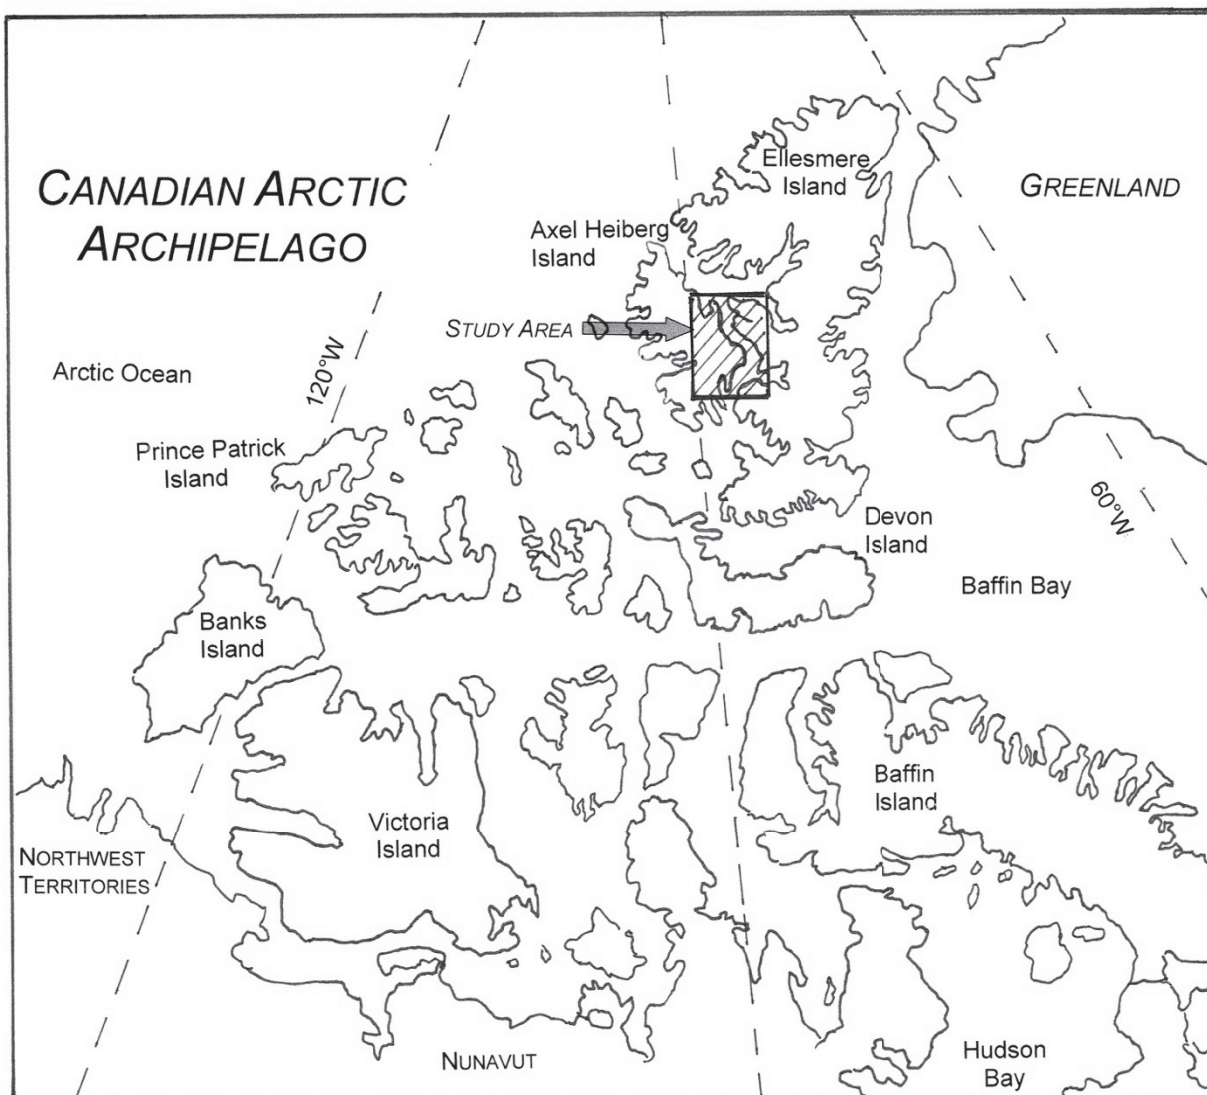 CANADIAN ARCTIC
ARCHIPELAGO
Ellesmere
Island
GREENLAND
Axel Heiberg
Island
STUDY AREA
Arctic Ocean
120°W
Prince Patrick
Island
60°W
Devon
Island
Baffin Bay
Banks
Island
Baffin
Island
Victoria
Island
NORTHWEST
TERRITORIES
NUNAVUT
Hudson
Bay